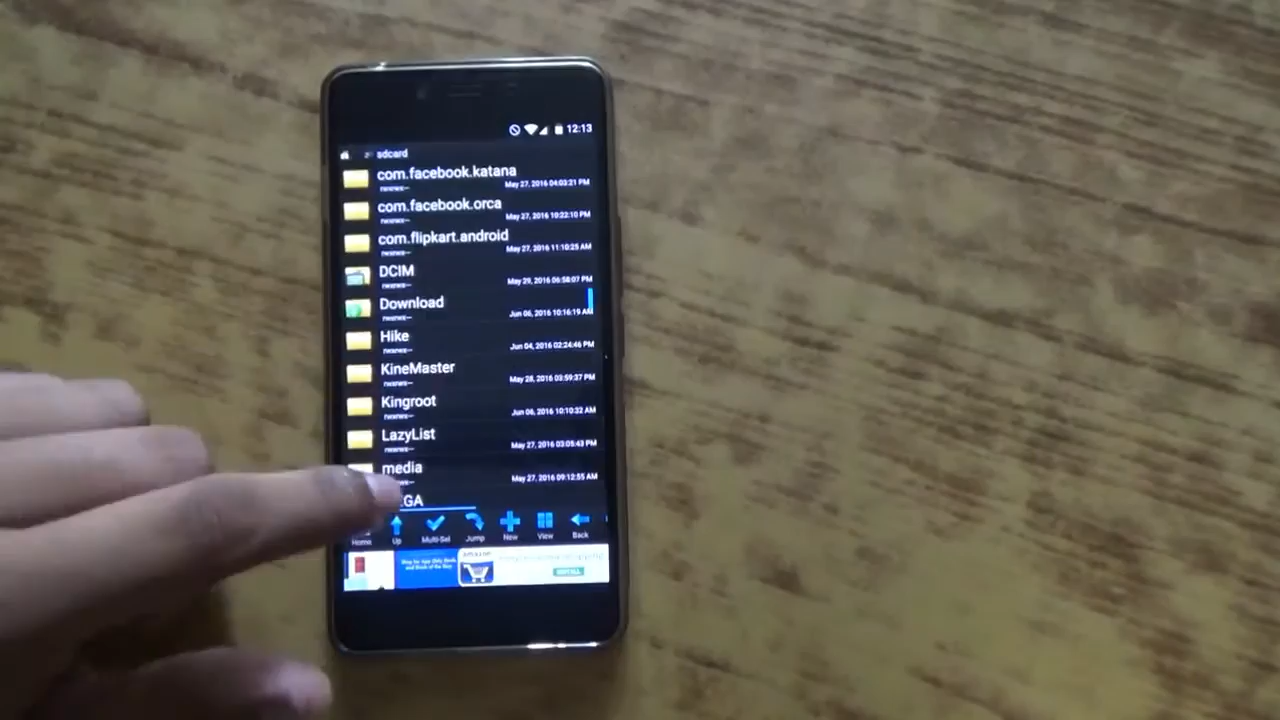 12:13
sdcard
com.facebook.katana
May 27, 2016 04:03:21 PM
com.facebook.orca
May 27, 2016 10:22:10 PM
com.flipkart.android
May 27, 2016 11:10:25 AM
DCIM
May 29, 2016 06:58:07 PM
Download
Jun 06, 2016 10:16:19 AM
Hike
Jun 04, 2016 02:24:46 PM
KineMaster
May 28, 2016 03:59:37 PM
Kingroot
Jun 06, 2016 10:10:32 AM
LazyList
May 27, 2016 03:05:43 PM
media
May 27, 2016 09:12:55 AM
EGA
Home Up Multi-Sel Jump New View Back
amazon
INSTALL